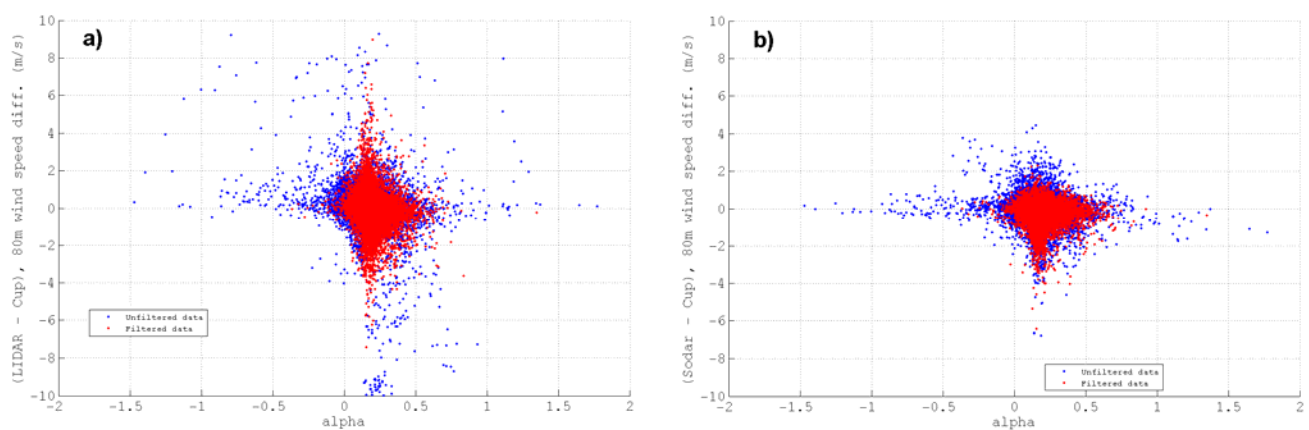 a)
(LIDAR - Cup), 80m wind speed diff. (m/s)
10
8
6
4
2
0
-2
-4
-6
-8
-10
Unfiltered data
Filtered data
-2 -1.5 -1 -0.5 0 0.5 1 1.5 2
alpha
b)
(Sodar - Cup), 80m wind speed diff. (m/s)
10
8
6
4
2
0
-2
-4
-6
-8
-10
Unfiltered data
Filtered data
-2 -1.5 -1 -0.5 0 0.5 1 1.5 2
alpha